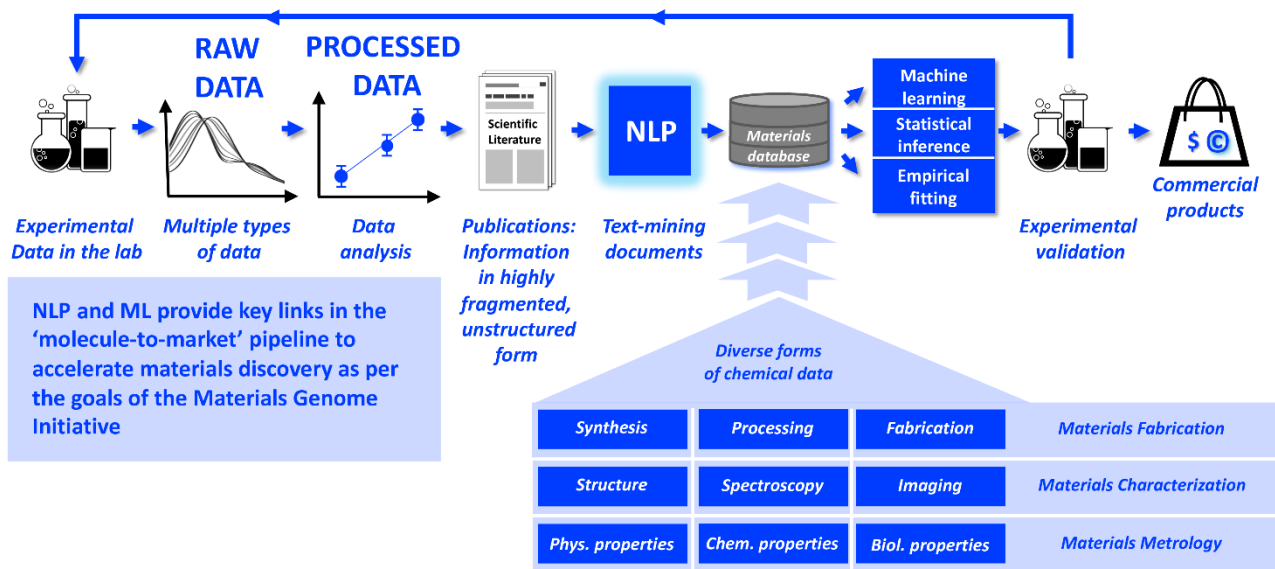 RAW
DATA
PROCESSED
DATA
Scientific
Literature
NLP
Materials
database
Machine
learning
Statistical
inference
Empirical
fitting
$ ©
Experimental
Data in the lab
Multiple types
of data
Data
analysis
Publications:
Information
in highly
fragmented,
unstructured
form
Text-mining
documents
Experimental
validation
Commercial
products
NLP and ML provide key links in the
‘molecule-to-market’ pipeline to
accelerate materials discovery as per
the goals of the Materials Genome
Initiative
Diverse forms
of chemical data
Synthesis Processing Fabrication Materials Fabrication
Structure Spectroscopy Imaging Materials Characterization
Phys. properties Chem. properties Biol. properties Materials Metrology